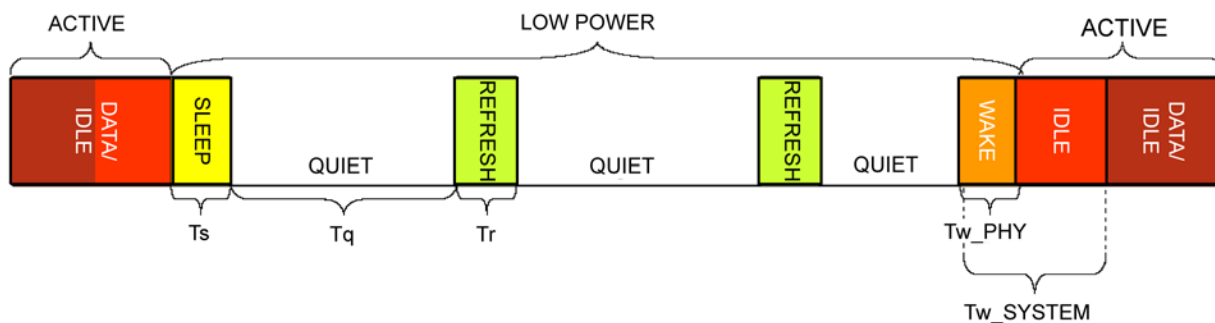 ACTIVE
LOW POWER
ACTIVE
DATA/
IDLE
SLEEP
QUIET
REFRESH
QUIET
REFRESH
QUIET
WAKE
IDLE
DATA/
IDLE
Ts
Tq
Tr
Tw_PHY
Tw_SYSTEM